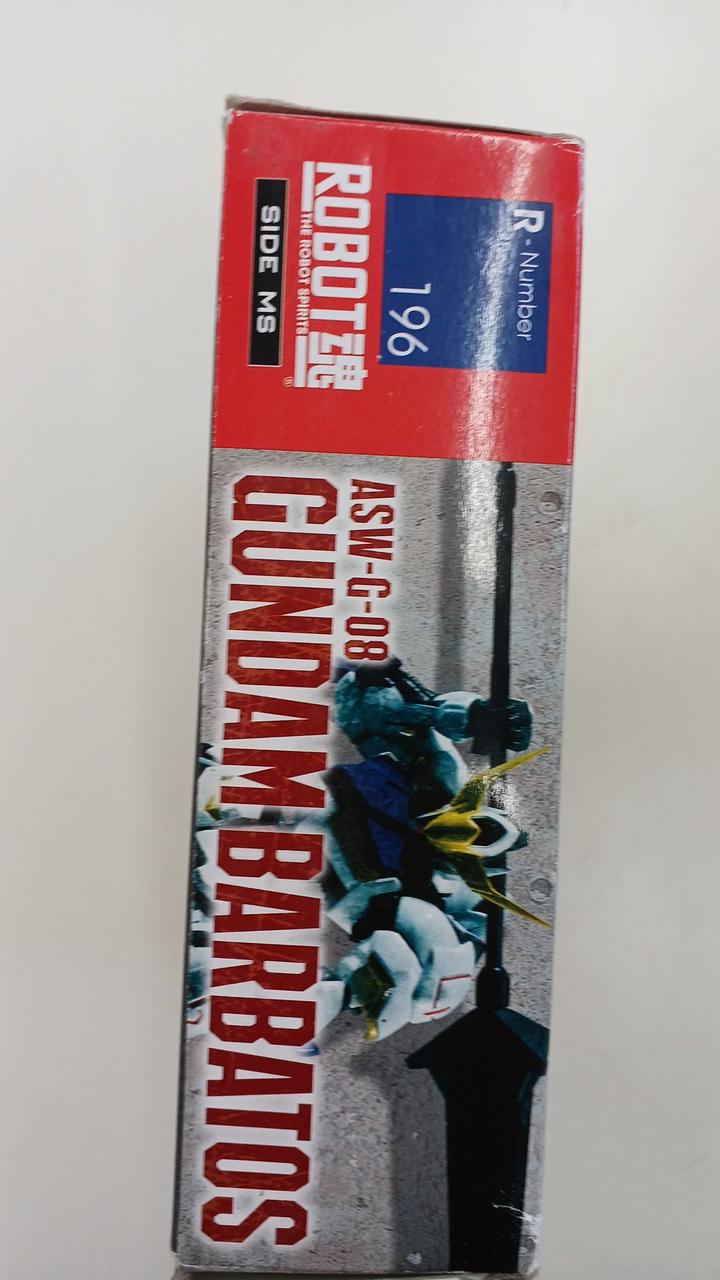 R-Number
196
ROBOT魂
THE ROBOT SPIRITS
®
SIDE MS
ASW-G-08
GUNDAM BARBATOS